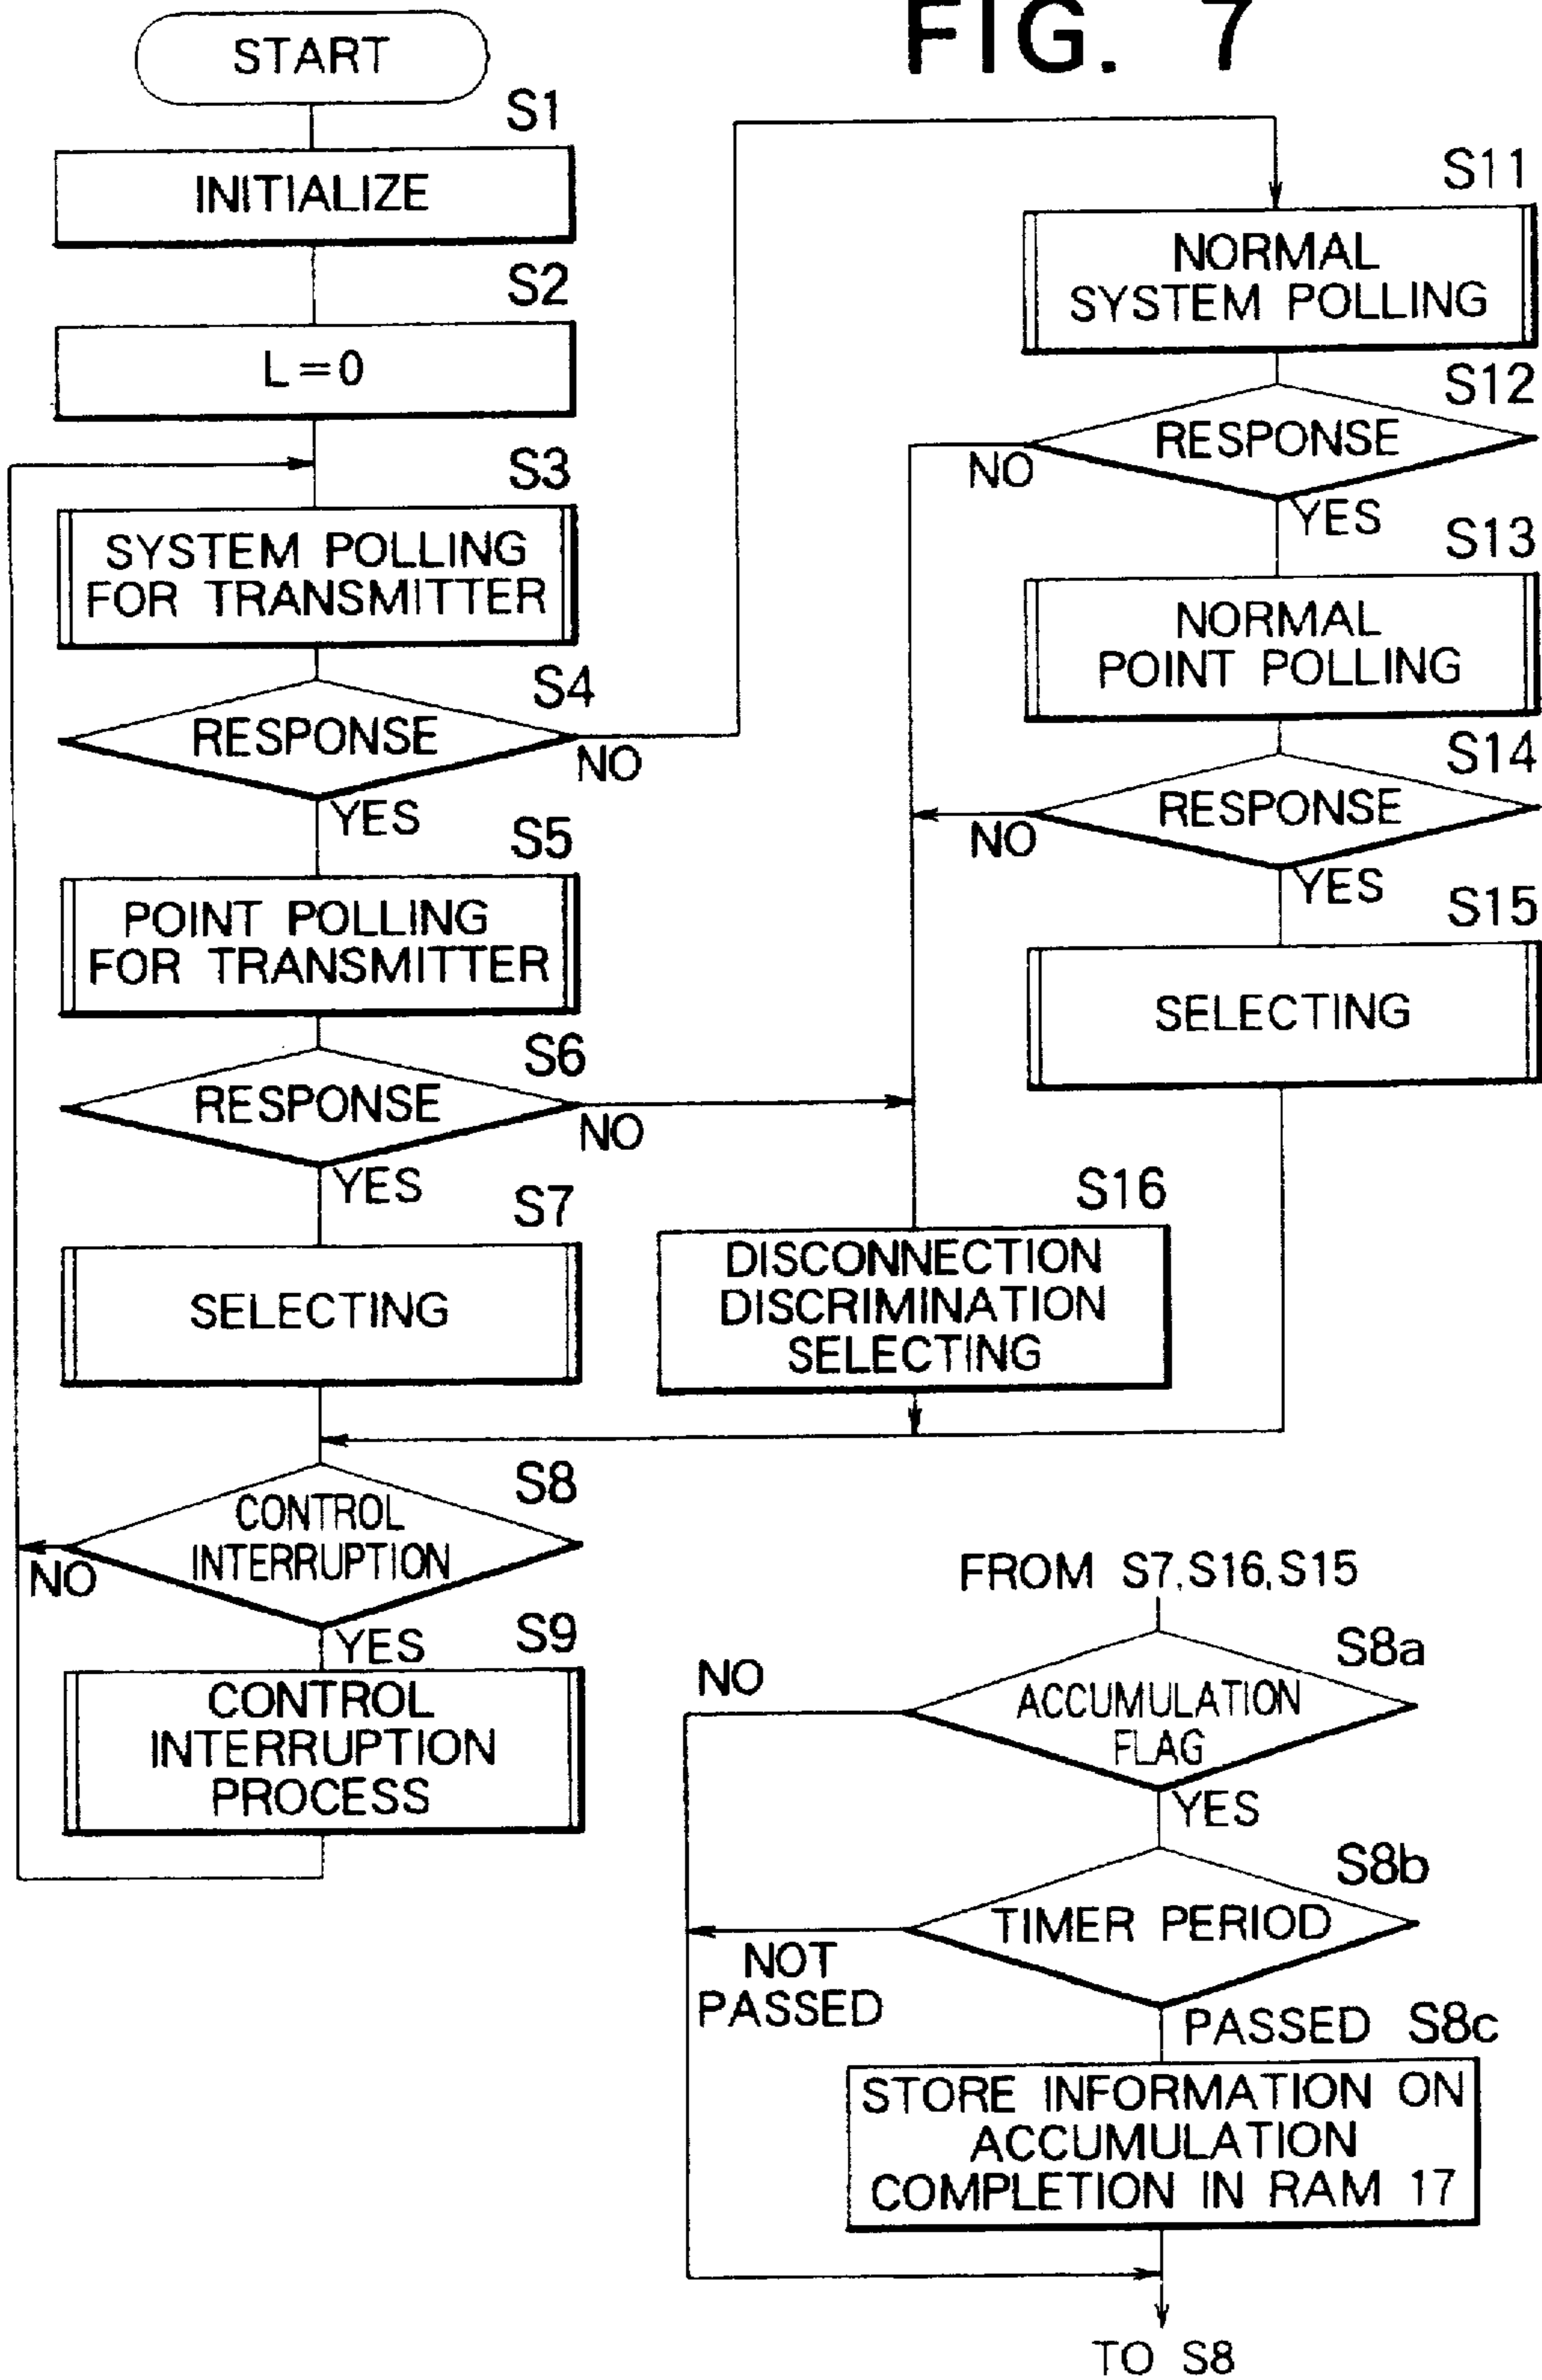 FIG. 7
START
S1
INITIALIZE
S2
L=0
S3
SYSTEM POLLING
FOR TRANSMITTER
S4
RESPONSE
NO
YES
S5
POINT POLLING
FOR TRANSMITTER
S6
RESPONSE
NO
YES
S7
SELECTING
S8
CONTROL
INTERRUPTION
NO
YES
S9
CONTROL
INTERRUPTION
PROCESS
S11
NORMAL
SYSTEM POLLING
S12
RESPONSE
NO
YES
S13
NORMAL
POINT POLLING
S14
RESPONSE
NO
YES
S15
SELECTING
S16
DISCONNECTION
DISCRIMINATION
SELECTING
FROM S7,S16,S15
S8a
NO
ACCUMULATION
FLAG
YES
S8b
TIMER PERIOD
NOT
PASSED
PASSED
S8c
STORE INFORMATION ON
ACCUMULATION
COMPLETION IN RAM 17
TO S8